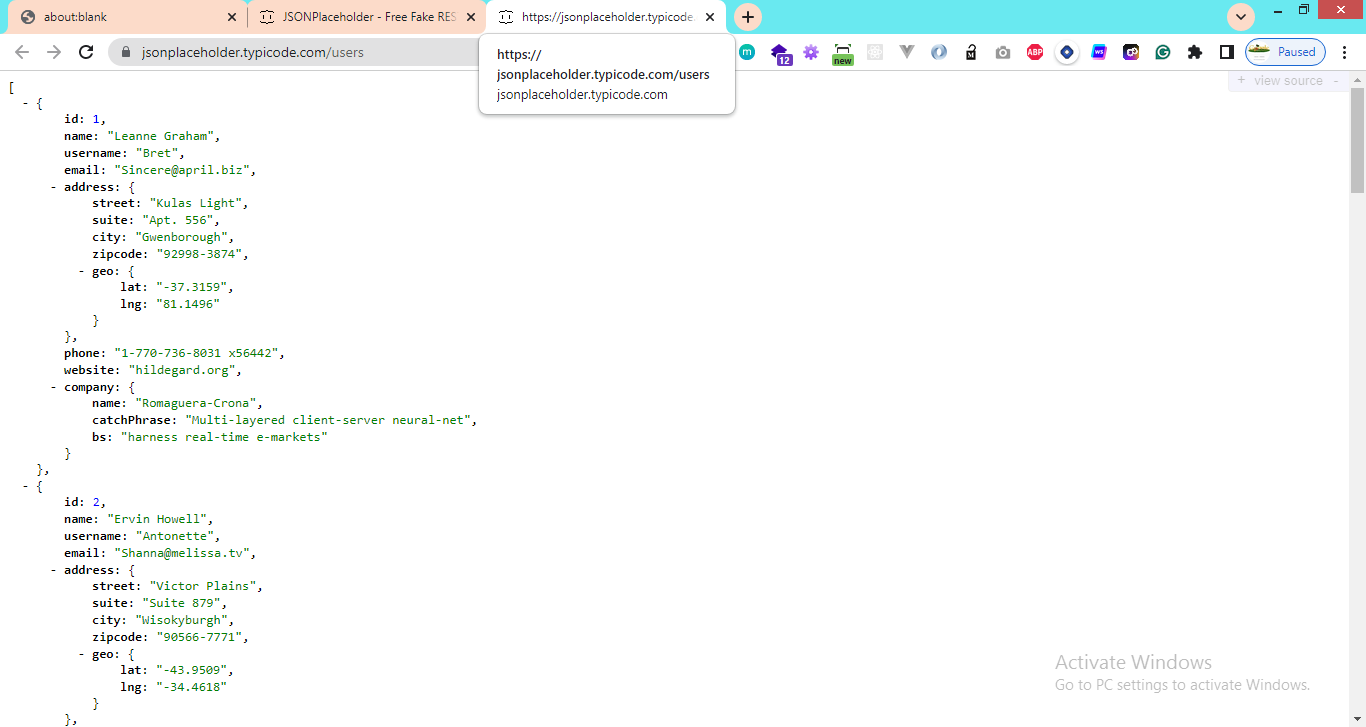 about:blank
JSONPlaceholder - Free Fake RES
https://jsonplaceholder.typicode
jsonplaceholder.typicode.com/users
m
12
new
ABP
WS
Paused
https://
jsonplaceholder.typicode.com/users
jsonplaceholder.typicode.com
+ view source -
[
- {
id: 1,
name: "Leanne Graham",
username: "Bret",
email: "Sincere@april.biz",
- address: {
street: "Kulas Light",
suite: "Apt. 556",
city: "Gwenborough",
zipcode: "92998-3874",
- geo: {
lat: "-37.3159",
lng: "81.1496"
}
},
phone: "1-770-736-8031 x56442",
website: "hildegard.org",
- company: {
name: "Romaguera-Crona",
catchPhrase: "Multi-layered client-server neural-net",
bs: "harness real-time e-markets"
}
},
- {
id: 2,
name: "Ervin Howell",
username: "Antonette",
email: "Shanna@melissa.tv",
- address: {
street: "Victor Plains",
suite: "Suite 879",
city: "Wisokyburgh",
zipcode: "90566-7771",
- geo: {
lat: "-43.9509",
lng: "-34.4618"
}
},
Activate Windows
Go to PC settings to activate Windows.